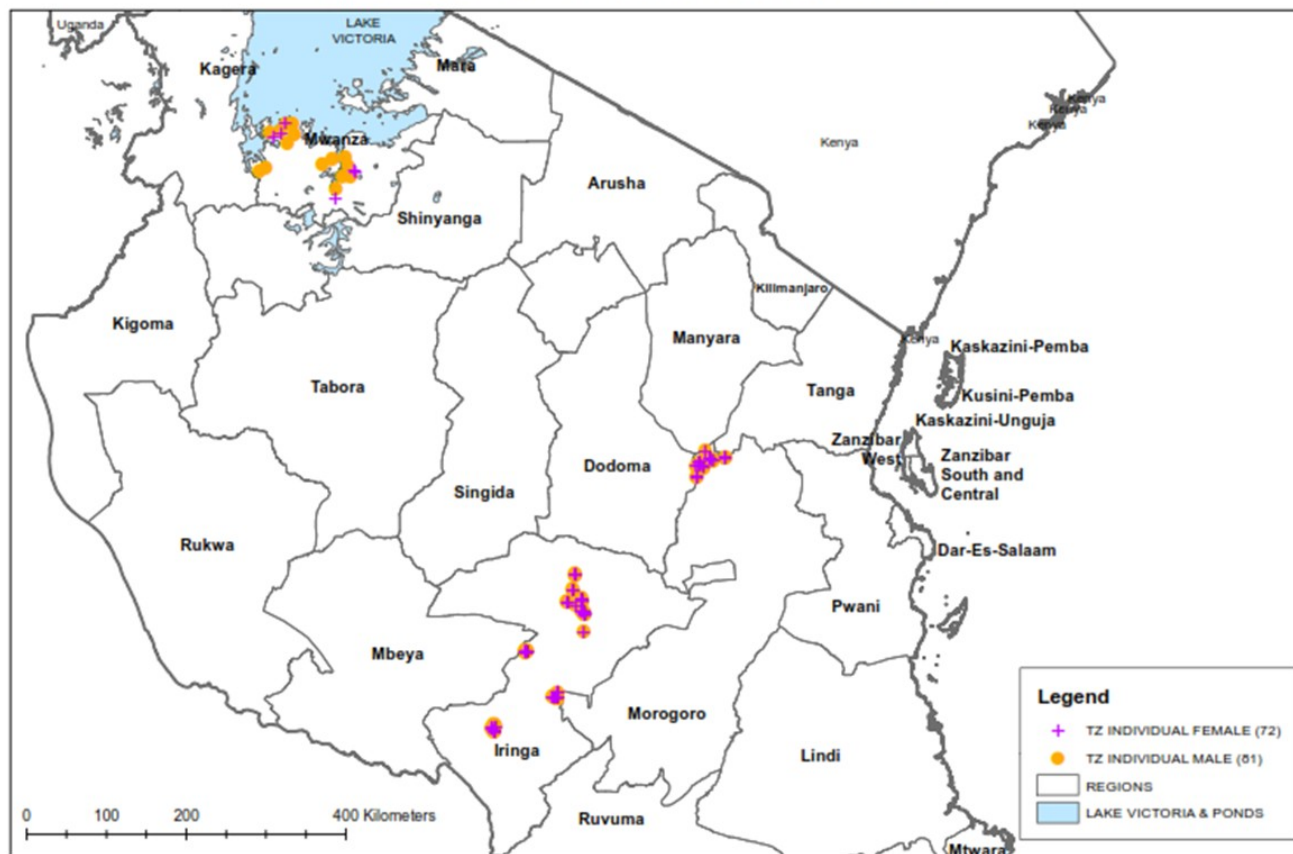 Uganda
LAKE
VICTORIA
Kagera
Mara
Kenya
Kenya
Kenya
Mwanza
Kenya
Arusha
Shinyanga
Kilimanjaro
Kigoma
Manyara
Kenya
Kaskazini-Pemba
Tabora
Tanga
Kusini-Pemba
Kaskazini-Unguja
Zanzibar
West
Zanzibar
South and
Central
Dodoma
Singida
Rukwa
Dar-Es-Salaam
Pwani
Mbeya
Morogoro
Iringa
Lindi
Ruvuma
Mtwara
0 200 400 Kilometers
Legend
TZ INDIVIDUAL FEMALE (72)
TZ INDIVIDUAL MALE (81)
REGIONS
LAKE VICTORIA & PONDS